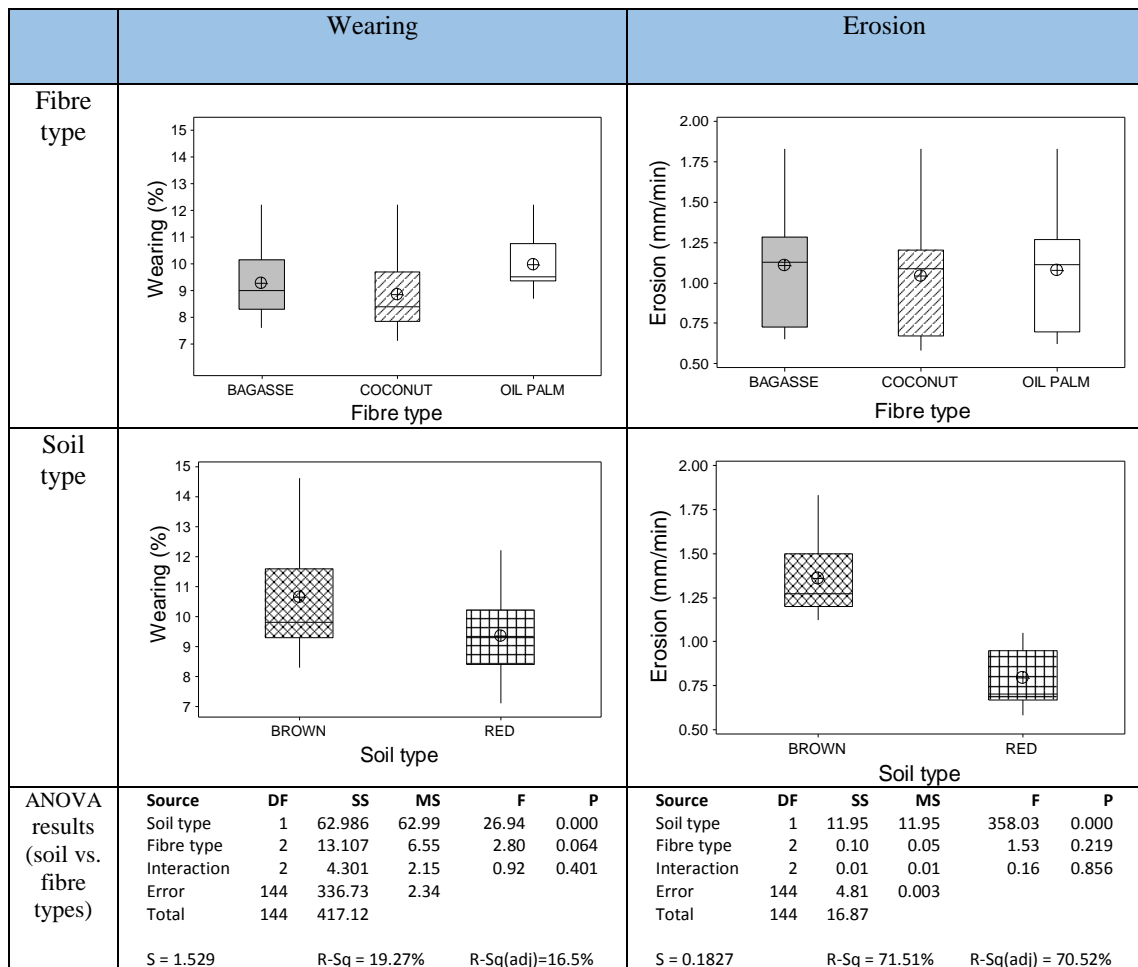 Wearing Erosion
Fibre
type
15
14
13
12
11
10
9
8
7
Wearing (%)
BAGASSE COCONUT OIL PALM
Fibre type
2.00
1.75
1.50
1.25
1.00
0.75
0.50
Erosion (mm/min)
BAGASSE COCONUT OIL PALM
Fibre type
Soil
type
15
14
13
12
11
10
9
8
7
Wearing (%)
BROWN RED
Soil type
2.00
1.75
1.50
1.25
1.00
0.75
0.50
Erosion (mm/min)
BROWN RED
Soil type
ANOVA
results
(soil vs.
fibre
types)
Source DF SS MS F P
Soil type 1 62.986 62.99 26.94 0.000
Fibre type 2 13.107 6.55 2.80 0.064
Interaction 2 4.301 2.15 0.92 0.401
Error 144 336.73 2.34
Total 144 417.12
S = 1.529 R-Sq = 19.27% R-Sq(adj)=16.5%
Source DF SS MS F P
Soil type 1 11.95 11.95 358.03 0.000
Fibre type 2 0.10 0.05 1.53 0.219
Interaction 2 0.01 0.01 0.16 0.856
Error 144 4.81 0.003
Total 144 16.87
S = 0.1827 R-Sq = 71.51% R-Sq(adj) = 70.52%